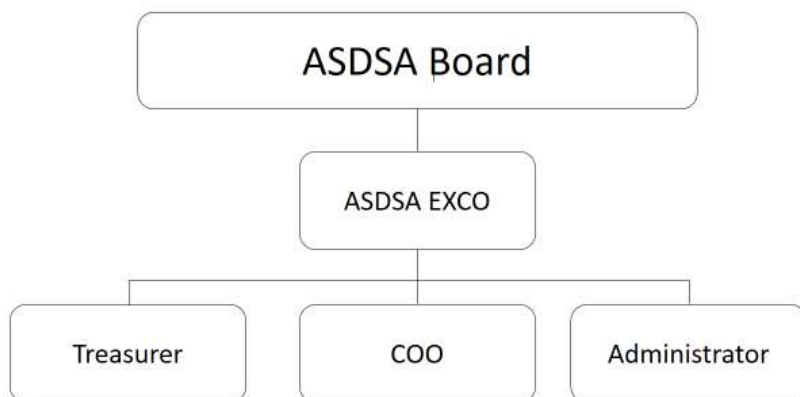 ASDSA Board
ASDSA EXCO
Treasurer
COO
Administrator